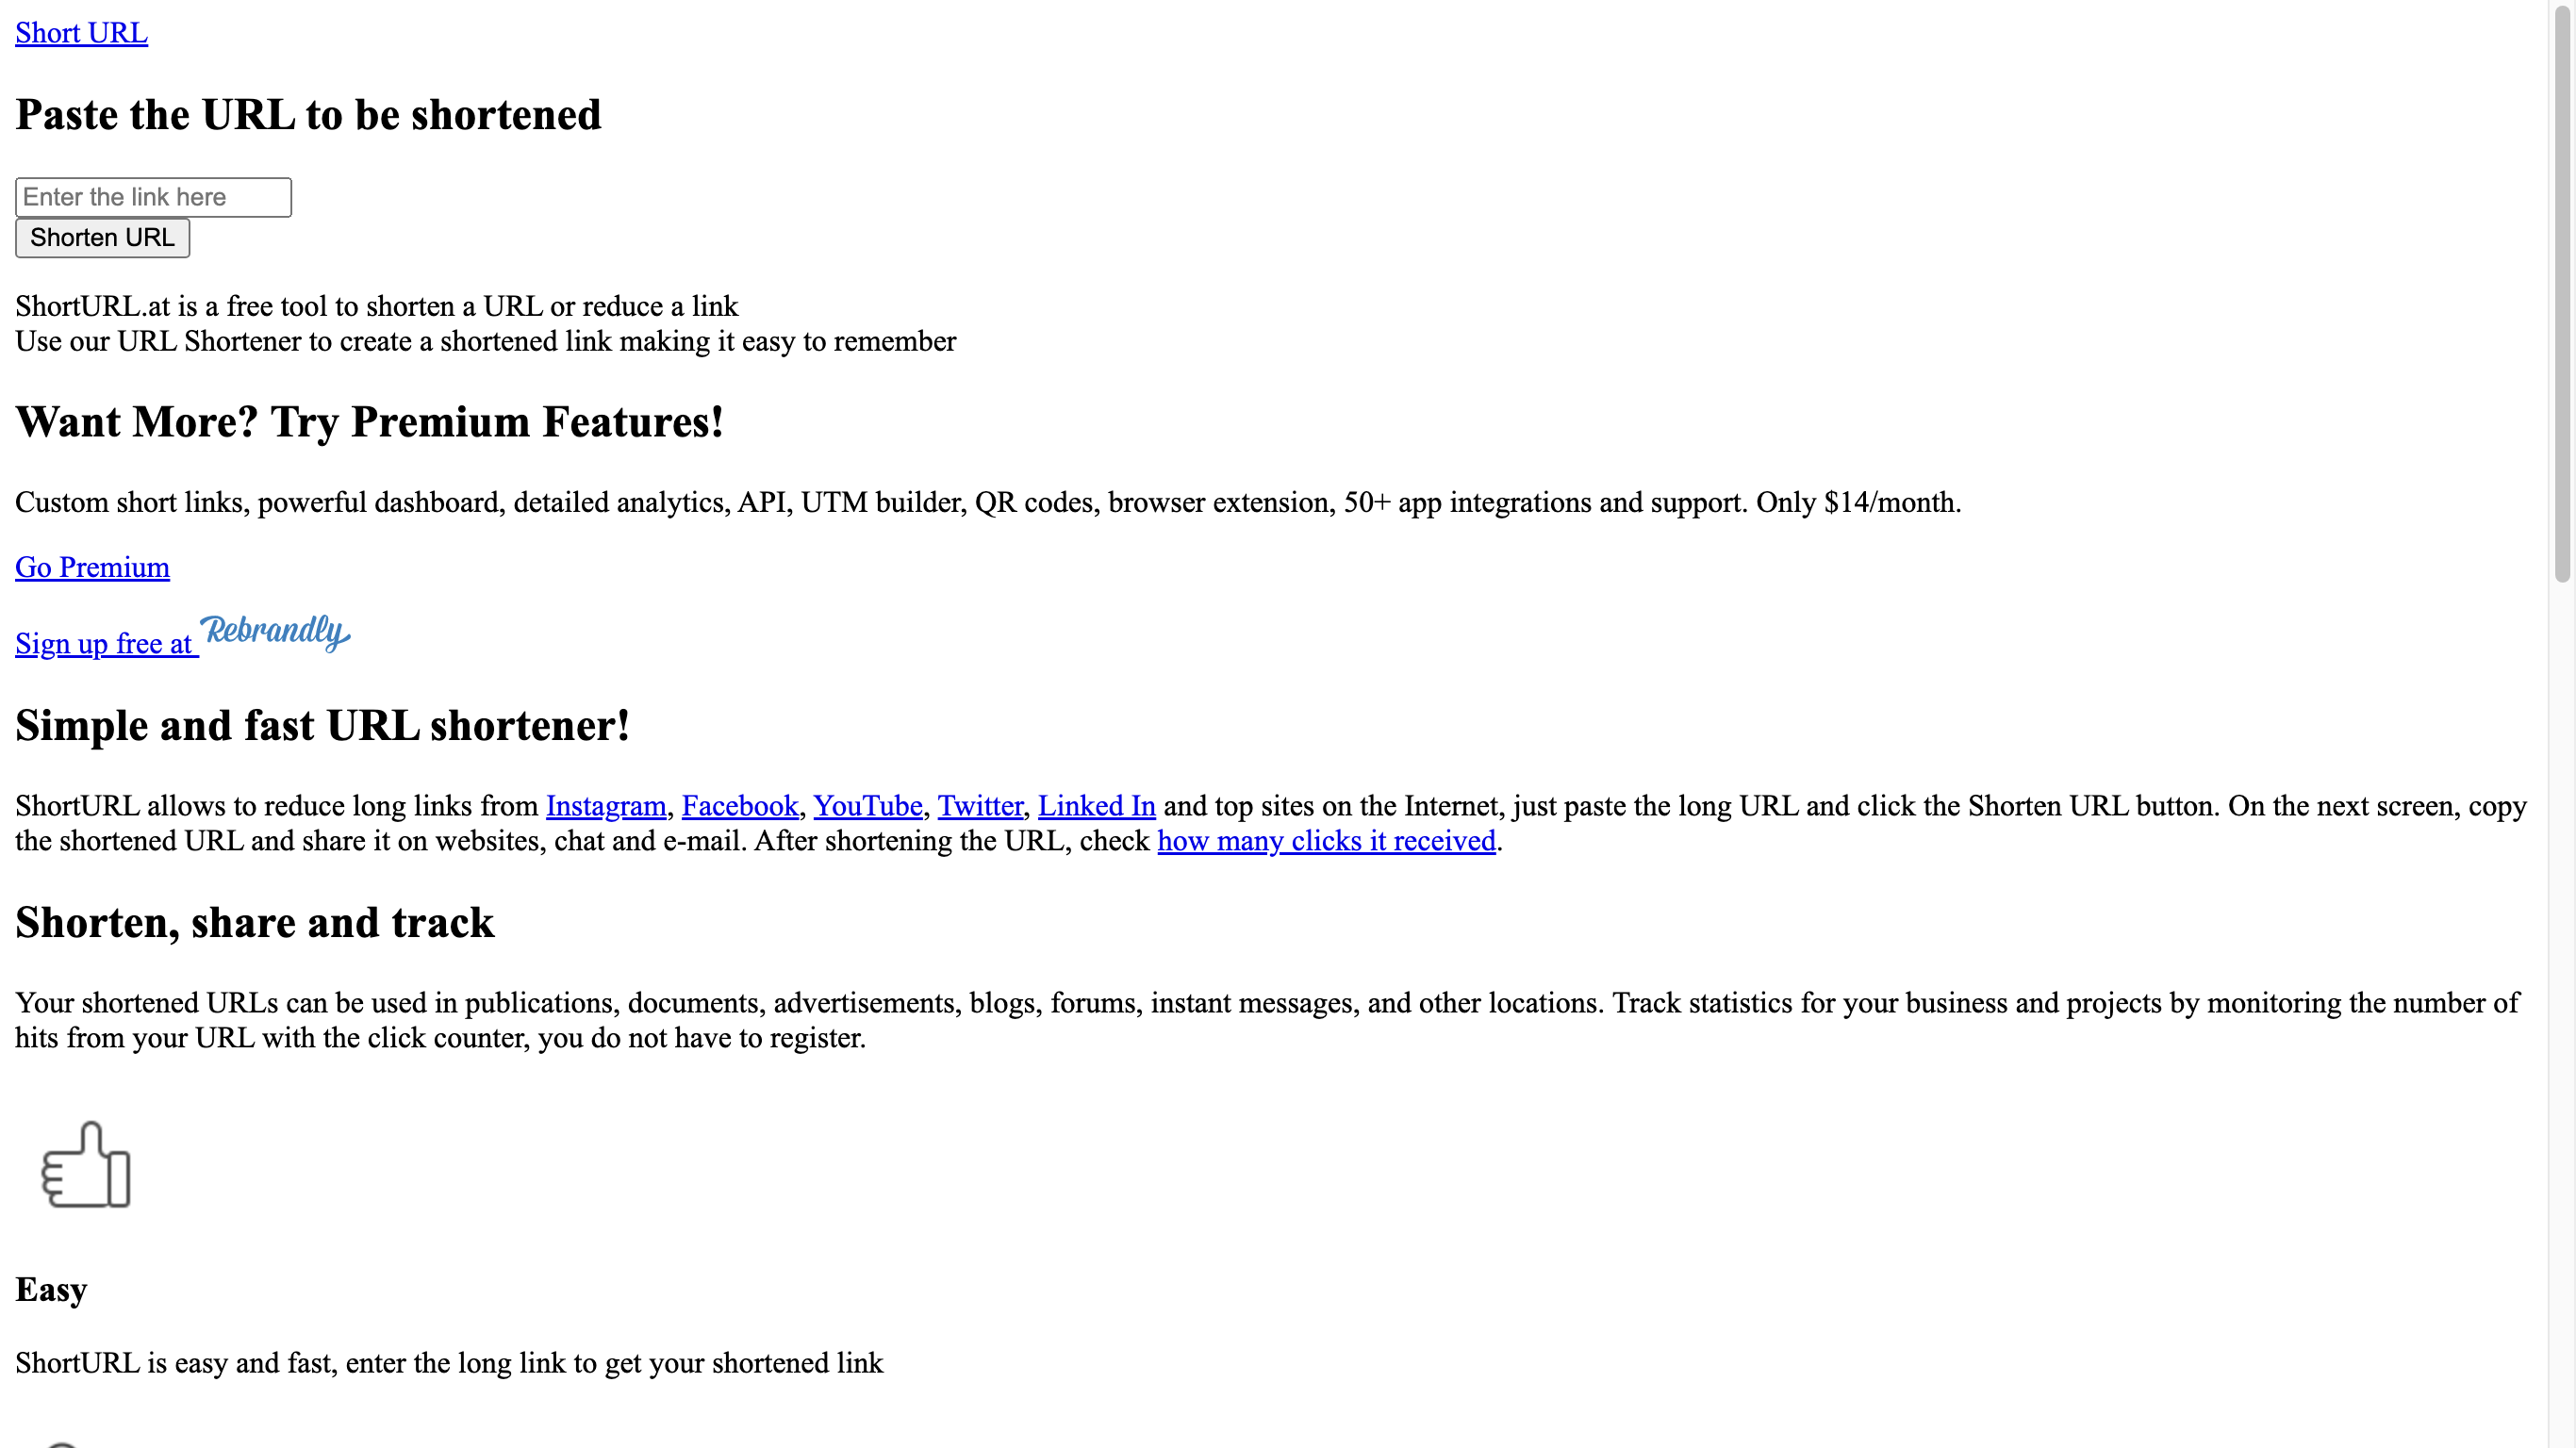 Short URL
Paste the URL to be shortened
Enter the link here
Shorten URL
ShortURL.at is a free tool to shorten a URL or reduce a link
Use our URL Shortener to create a shortened link making it easy to remember
Want More? Try Premium Features!
Custom short links, powerful dashboard, detailed analytics, API, UTM builder, QR codes, browser extension, 50+ app integrations and support. Only $14/month.
Go Premium
Sign up free at Rebrandly
Simple and fast URL shortener!
ShortURL allows to reduce long links from Instagram, Facebook, YouTube, Twitter, Linked In and top sites on the Internet, just paste the long URL and click the Shorten URL button. On the next screen, copy
the shortened URL and share it on websites, chat and e-mail. After shortening the URL, check how many clicks it received.
Shorten, share and track
Your shortened URLs can be used in publications, documents, advertisements, blogs, forums, instant messages, and other locations. Track statistics for your business and projects by monitoring the number of
hits from your URL with the click counter, you do not have to register.
Easy
ShortURL is easy and fast, enter the long link to get your shortened link